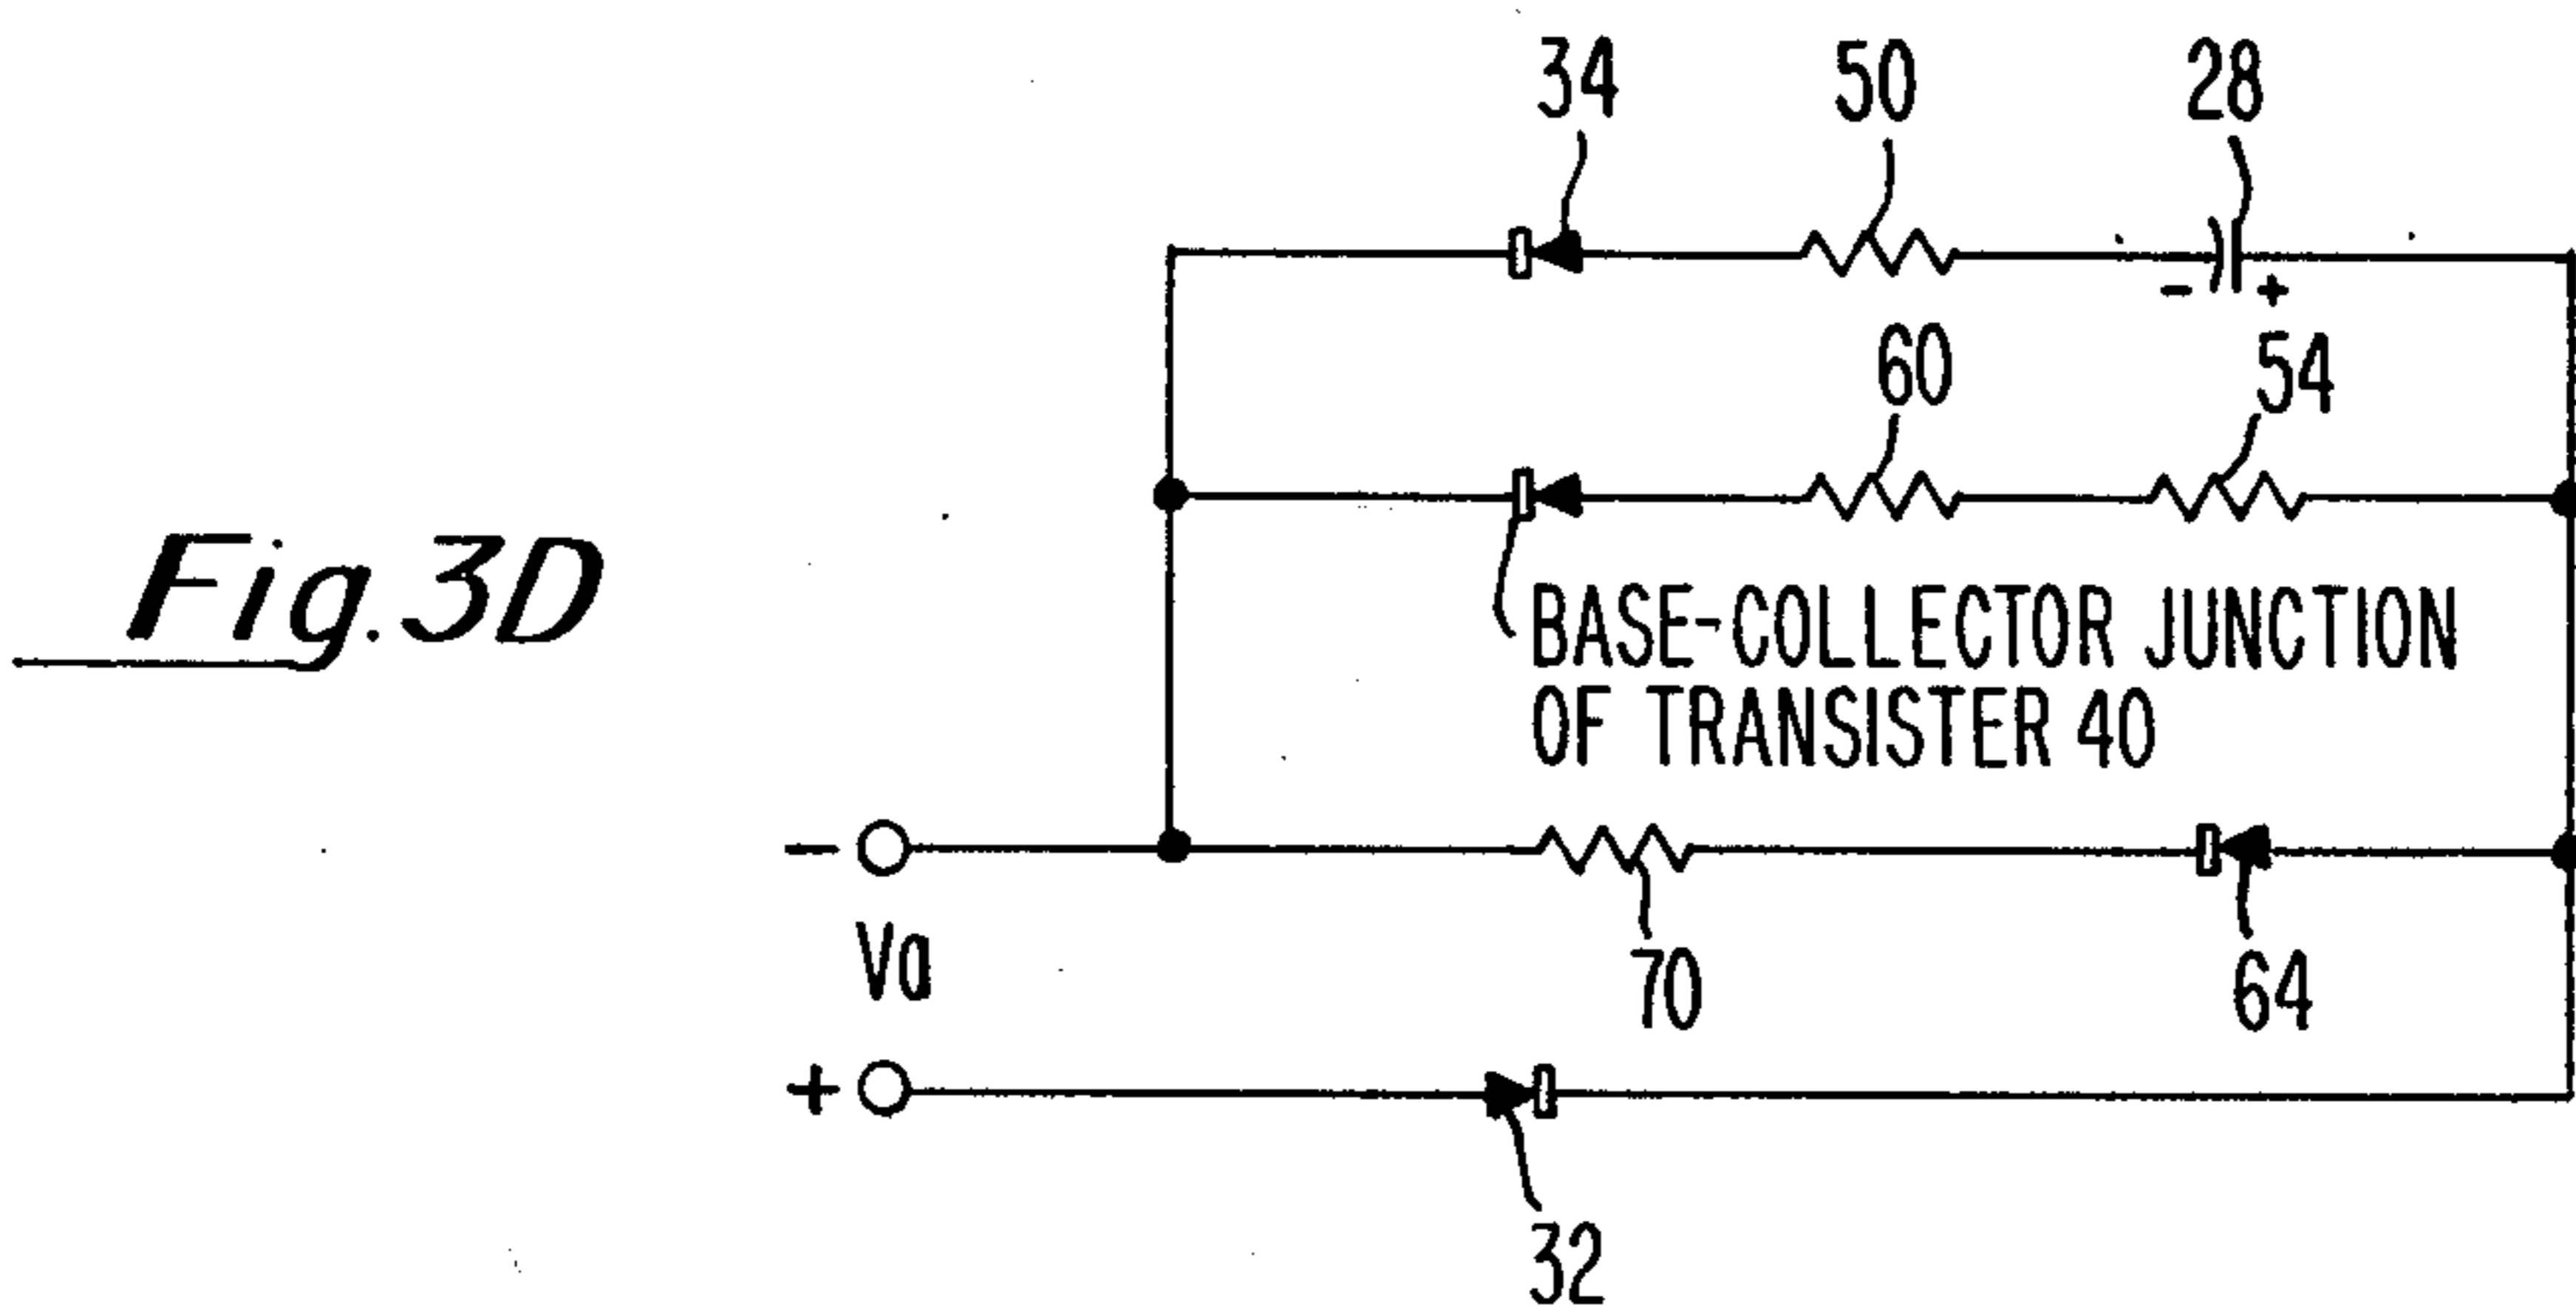 34 50 28
- +
60 54
Fig. 3D
BASE-COLLECTOR JUNCTION
OF TRANSISTER 40
-
Va
70 64
+
32